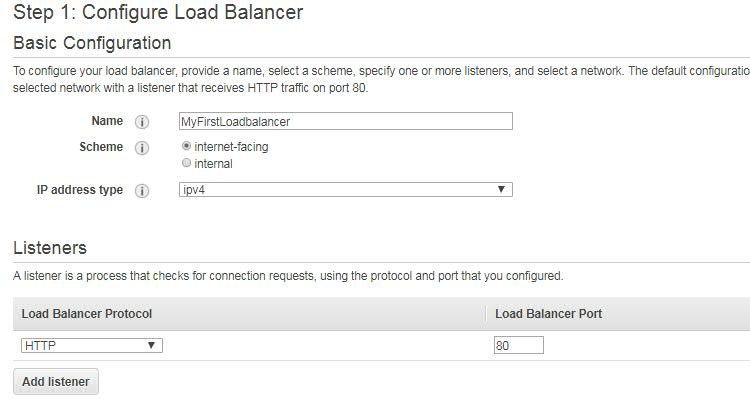 Step 1: Configure Load Balancer
Basic Configuration
To configure your load balancer, provide a name, select a scheme, specify one or more listeners, and select a network. The default configuratio
selected network with a listener that receives HTTP traffic on port 80.
Name i MyFirstLoadbalancer
Scheme i internet-facing
internal
IP address type i ipv4
Listeners
A listener is a process that checks for connection requests, using the protocol and port that you configured.
Load Balancer Protocol Load Balancer Port
HTTP 80
Add listener